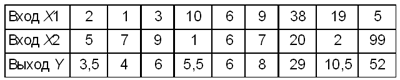 Вход X1 2 1 3 10 6 9 38 19 5
Вход X2 5 7 9 1 6 7 20 2 99
Выход Y 3,5 4 6 5,5 6 8 29 10,5 52